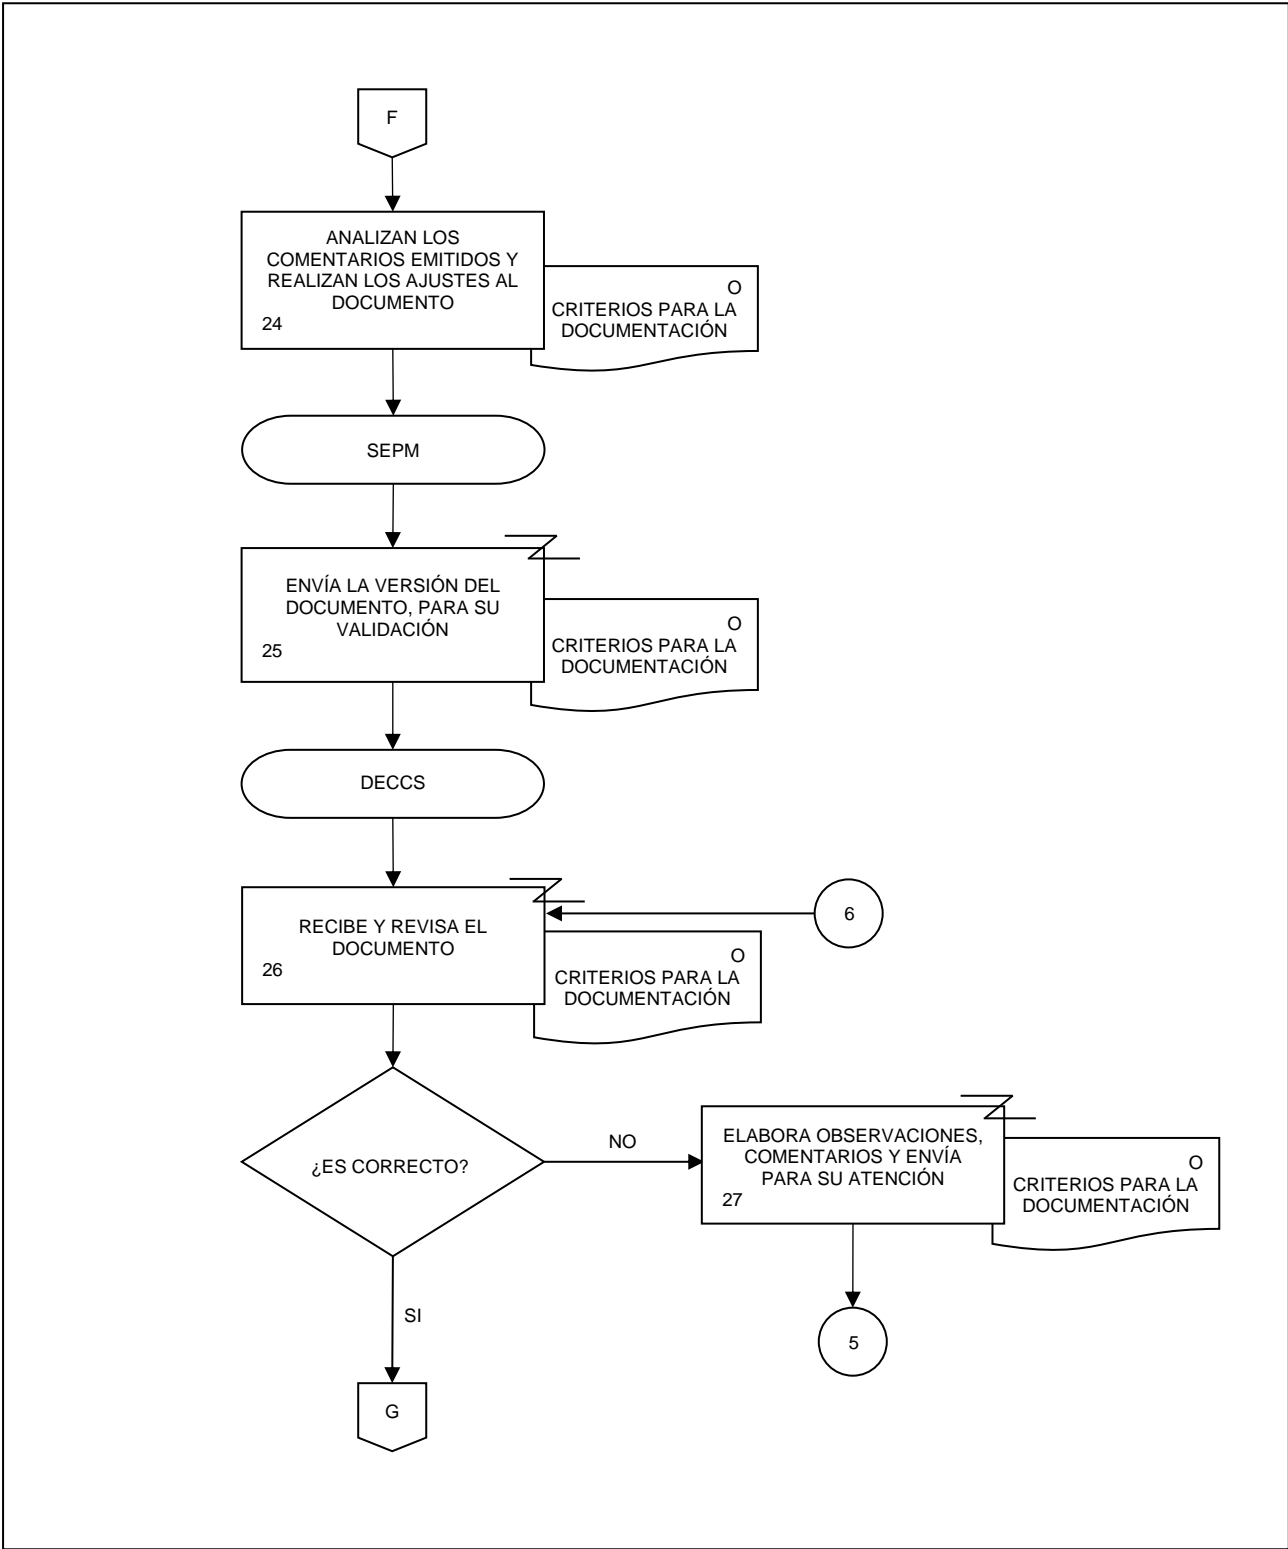 F
ANALIZAN LOS
COMENTARIOS EMITIDOS Y
REALIZAN LOS AJUSTES AL
DOCUMENTO
24
O
CRITERIOS PARA LA
DOCUMENTACIÓN
SEPM
ENVÍA LA VERSIÓN DEL
DOCUMENTO, PARA SU
VALIDACIÓN
25
O
CRITERIOS PARA LA
DOCUMENTACIÓN
DECCS
RECIBE Y REVISA EL
DOCUMENTO
26
6
O
CRITERIOS PARA LA
DOCUMENTACIÓN
¿ES CORRECTO?
NO
ELABORA OBSERVACIONES,
COMENTARIOS Y ENVÍA
PARA SU ATENCIÓN
27
O
CRITERIOS PARA LA
DOCUMENTACIÓN
SI
5
G